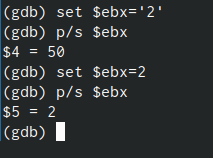 (gdb) set $ebx='2'
(gdb) p/s $ebx
$4 = 50
(gdb) set $ebx=2
(gdb) p/s $ebx
$5 = 2
(gdb)